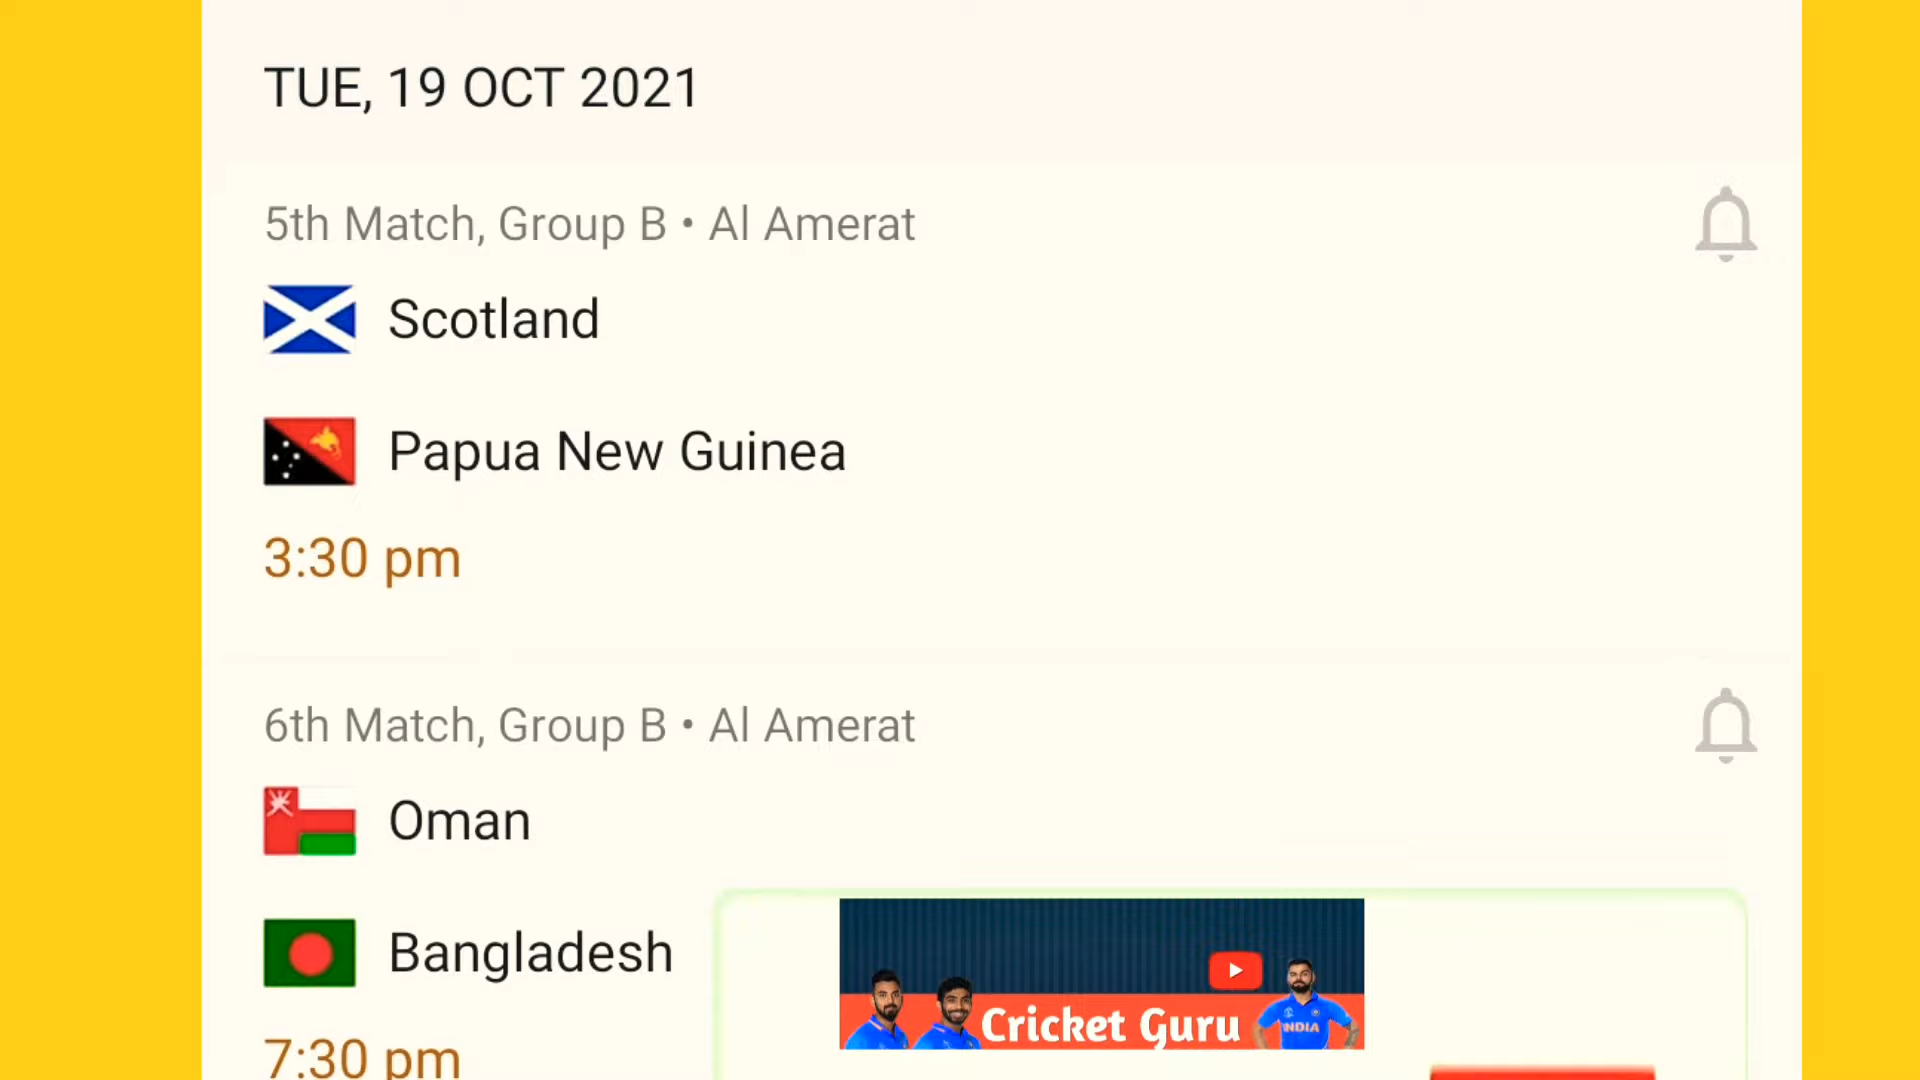 TUE, 19 OCT 2021
5th Match, Group B • Al Amerat
Scotland
Papua New Guinea
3:30 pm
6th Match, Group B • Al Amerat
Oman
Bangladesh
7:30 pm
Cricket Guru
INDIA